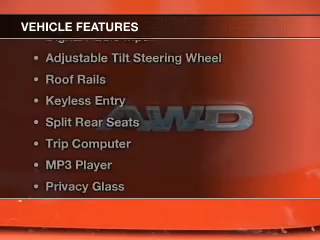 VEHICLE FEATURES
• Adjustable Tilt Steering Wheel
• Roof Rails
• Keyless Entry
• Split Rear Seats
• Trip Computer
• MP3 Player
• Privacy Glass
AWD